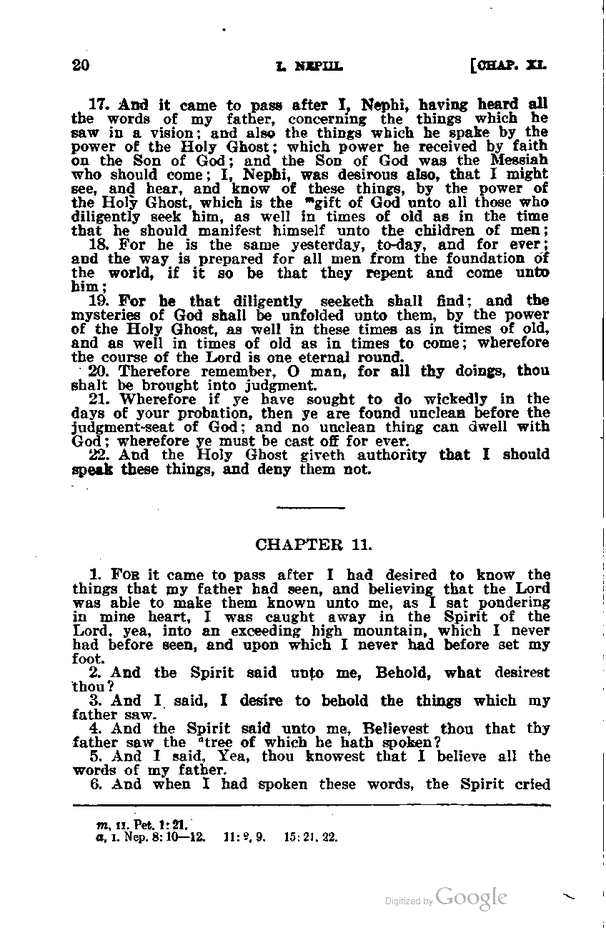 20 I. NEPHI. [CHAP. XI.
17. And it came to pass after I, Nephi, having heard all
the words of my father, concerning the things which he
saw in a vision; and also the things which he spake by the
power of the Holy Ghost; which power he received by faith
on the Son of God; and the Son of God was the Messiah
who should come; I, Nephi, was desirous also, that I might
see, and hear, and know of these things, by the power of
the Holy Ghost, which is the ᵐgift of God unto all those who
diligently seek him, as well in times of old as in the time
that he should manifest himself unto the children of men;
18. For he is the same yesterday, to-day, and for ever;
and the way is prepared for all men from the foundation of
the world, if it so be that they repent and come unto
him;
19. For he that diligently seeketh shall find; and the
mysteries of God shall be unfolded unto them, by the power
of the Holy Ghost, as well in these times as in times of old,
and as well in times of old as in times to come; wherefore
the course of the Lord is one eternal round.
20. Therefore remember, O man, for all thy doings, thou
shalt be brought into judgment.
21. Wherefore if ye have sought to do wickedly in the
days of your probation, then ye are found unclean before the
judgment-seat of God; and no unclean thing can dwell with
God; wherefore ye must be cast off for ever.
22. And the Holy Ghost giveth authority that I should
speak these things, and deny them not.
CHAPTER 11.
1. FOR it came to pass after I had desired to know the
things that my father had seen, and believing that the Lord
was able to make them known unto me, as I sat pondering
in mine heart, I was caught away in the Spirit of the
Lord, yea, into an exceeding high mountain, which I never
had before seen, and upon which I never had before set my
foot.
2. And the Spirit said unto me, Behold, what desirest
thou?
3. And I said, I desire to behold the things which my
father saw.
4. And the Spirit said unto me, Believest thou that thy
father saw the ᵃtree of which he hath spoken?
5. And I said, Yea, thou knowest that I believe all the
words of my father.
6. And when I had spoken these words, the Spirit cried
m, II. Pet. 1:21.
a, I. Nep. 8:10—12. 11:8, 9. 15:21, 22.
Digitized by Google